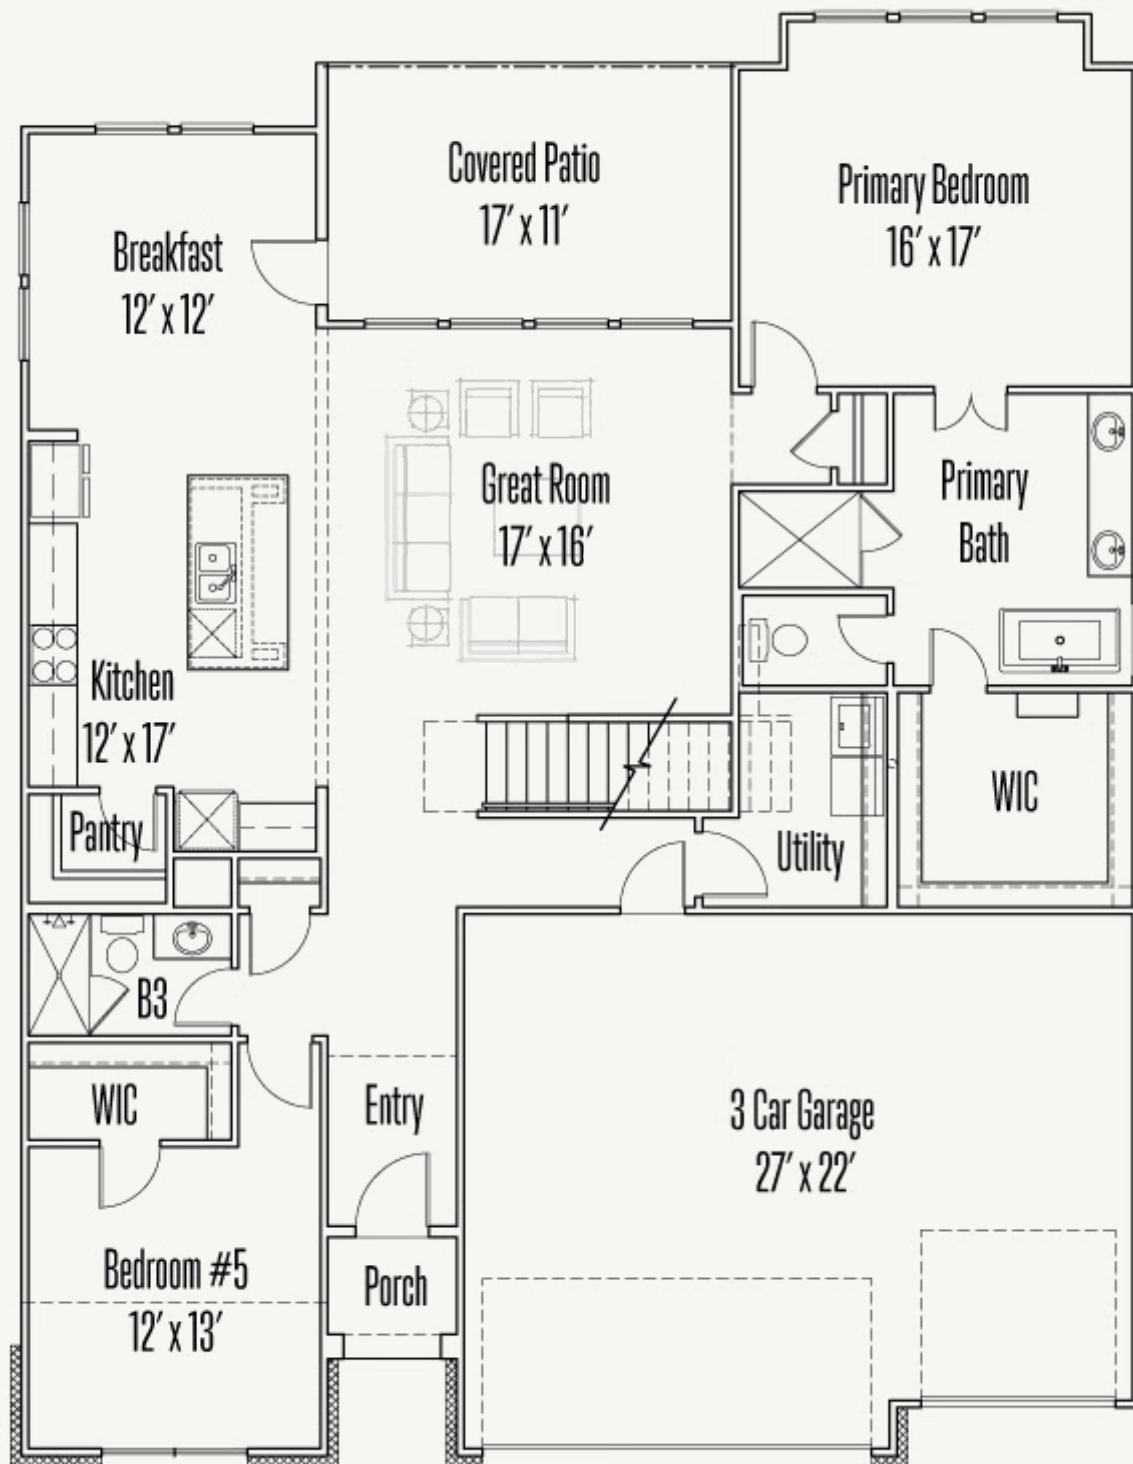 Covered Patio
17' x 11'
Primary Bedroom
16' x 17'
Breakfast
12' x 12'
Great Room
17' x 16'
Primary
Bath
Kitchen
12' x 17'
WIC
Pantry
Utility
B3
WIC
Entry
3 Car Garage
27' x 22'
Bedroom #5
12' x 13'
Porch